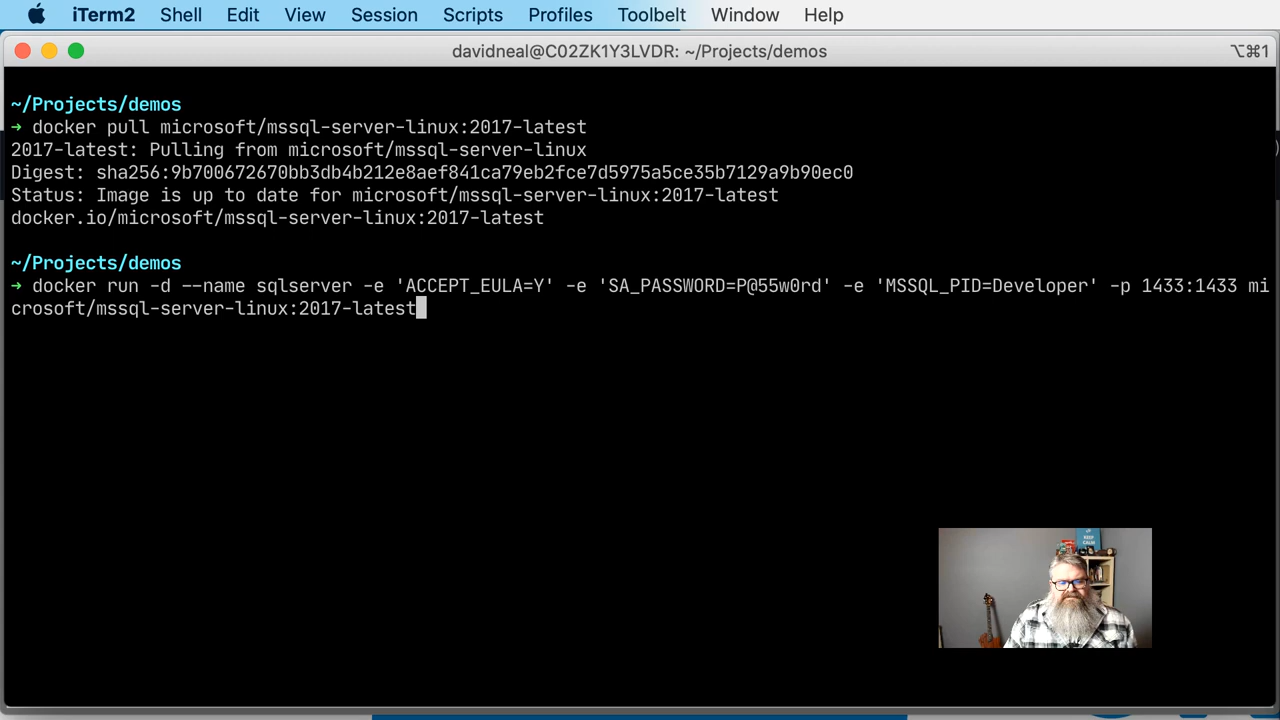 iTerm2 Shell Edit View Session Scripts Profiles Toolbelt Window Help
davidneal@C02ZK1Y3LVDR: ~/Projects/demos ⌥⌘1
~/Projects/demos
→ docker pull microsoft/mssql-server-linux:2017-latest
2017-latest: Pulling from microsoft/mssql-server-linux
Digest: sha256:9b700672670bb3db4b212e8aef841ca79eb2fce7d5975a5ce35b7129a9b90ec0
Status: Image is up to date for microsoft/mssql-server-linux:2017-latest
docker.io/microsoft/mssql-server-linux:2017-latest
~/Projects/demos
→ docker run -d --name sqlserver -e 'ACCEPT_EULA=Y' -e 'SA_PASSWORD=P@55w0rd' -e 'MSSQL_PID=Developer' -p 1433:1433 mi
crosoft/mssql-server-linux:2017-latest
KEEP
CALM